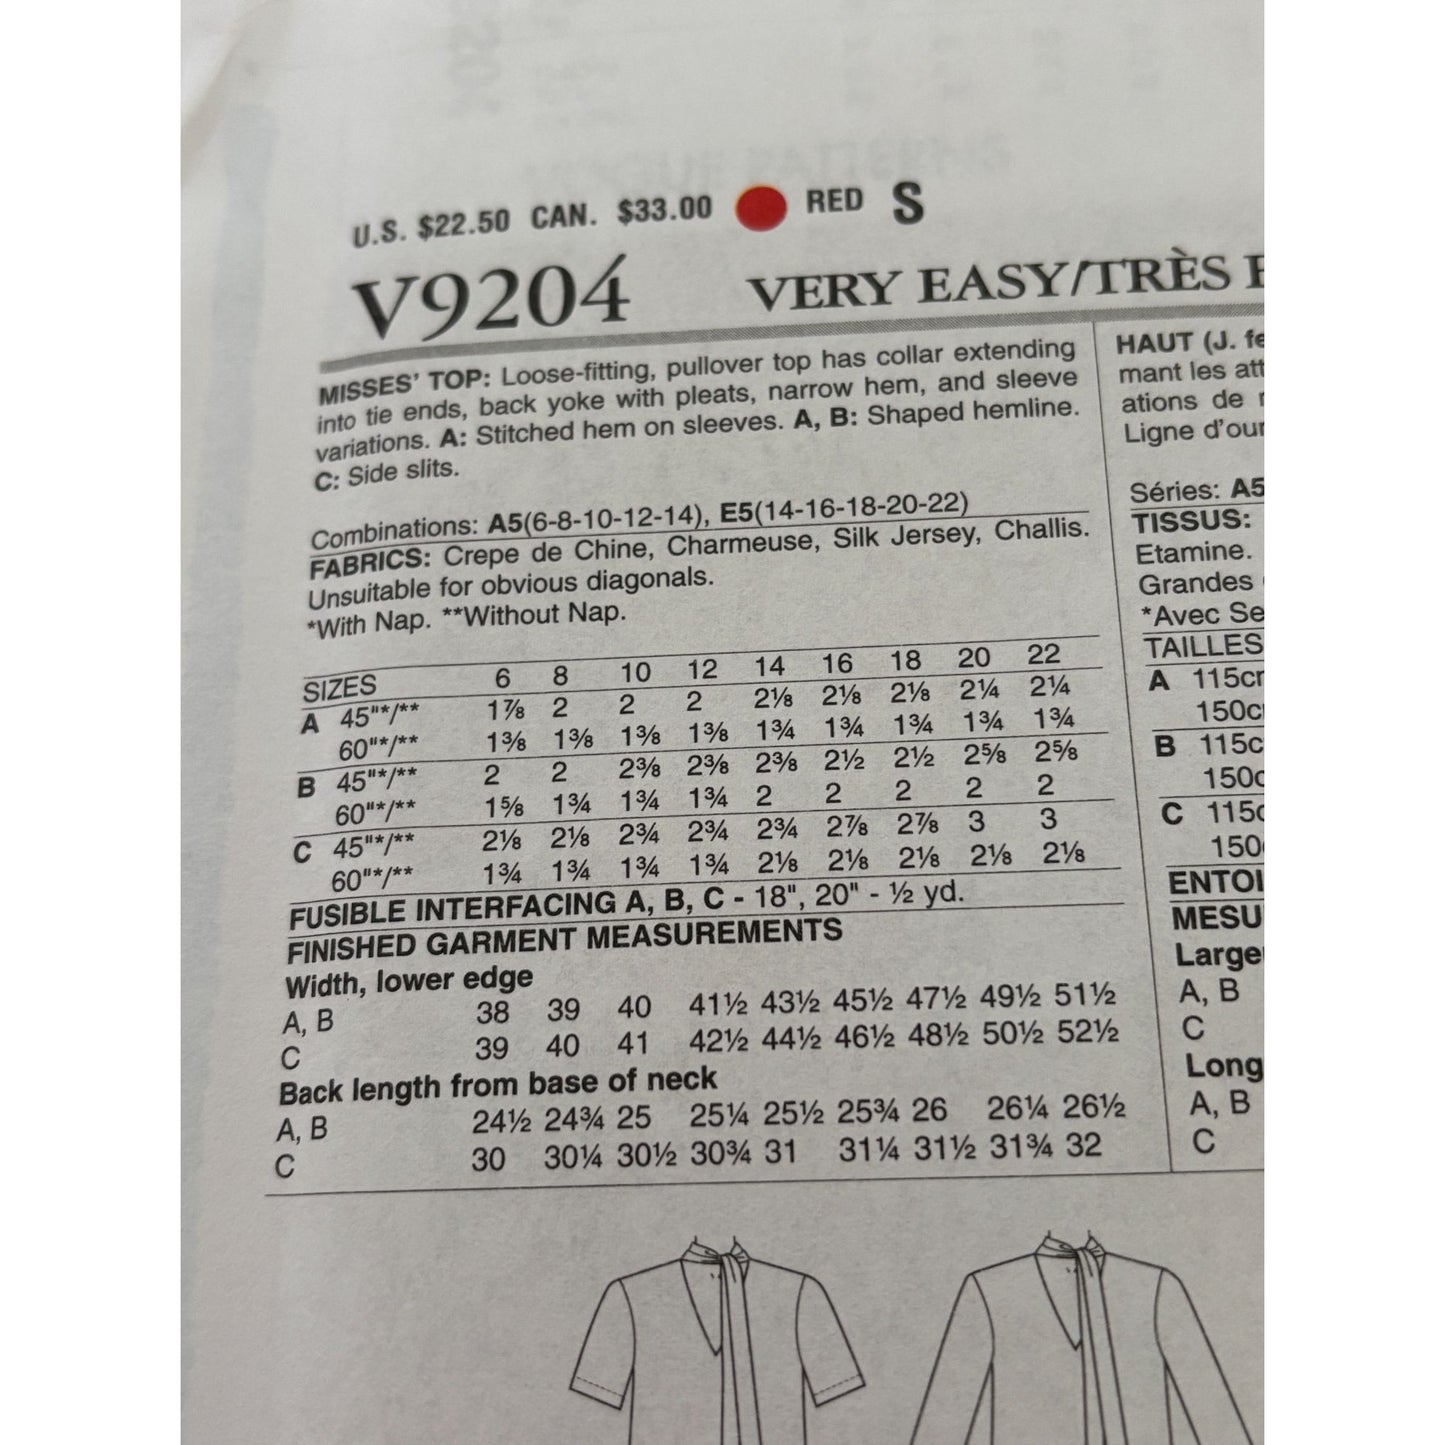 U.S. $22.50 CAN. $33.00 RED S
V9204 VERY EASY/TRÈS
MISSES' TOP: Loose-fitting, pullover top has collar extending
into tie ends, back yoke with pleats, narrow hem, and sleeve
variations. A: Stitched hem on sleeves. A, B: Shaped hemline.
C: Side slits.
Combinations: A5(6-8-10-12-14), E5(14-16-18-20-22)
FABRICS: Crepe de Chine, Charmeuse, Silk Jersey, Challis.
Unsuitable for obvious diagonals.
*With Nap. **Without Nap.
SIZES 6 8 10 12 14 16 18 20 22
A 45"*/** 1⅞ 2 2 2 2⅛ 2⅛ 2⅛ 2¼ 2¼
60"*/** 1⅜ 1⅜ 1⅜ 1⅜ 1¾ 1¾ 1¾ 1¾ 1¾
B 45"*/** 2 2 2⅜ 2⅜ 2⅜ 2½ 2½ 2⅝ 2⅝
60"*/** 1⅝ 1¾ 1¾ 1¾ 2 2 2 2 2
C 45"*/** 2⅛ 2⅛ 2¾ 2¾ 2¾ 2⅞ 2⅞ 3 3
60"*/** 1¾ 1¾ 1¾ 1¾ 2⅛ 2⅛ 2⅛ 2⅛ 2⅛
FUSIBLE INTERFACING A, B, C - 18", 20" - ½ yd.
FINISHED GARMENT MEASUREMENTS
Width, lower edge
A, B 38 39 40 41½ 43½ 45½ 47½ 49½ 51½
C 39 40 41 42½ 44½ 46½ 48½ 50½ 52½
Back length from base of neck
A, B 24½ 24¾ 25 25¼ 25½ 25¾ 26 26¼ 26½
C 30 30¼ 30½ 30¾ 31 31¼ 31½ 31¾ 32
HAUT (J. fe
mant les att
ations de
Ligne d'our
Séries: A5
TISSUS:
Etamine.
Grandes
*Avec Se
TAILLES
A 115cm
150c
B 115c
150c
C 115c
150
ENTOI
MESU
Large
A, B
C
Long
A, B
C